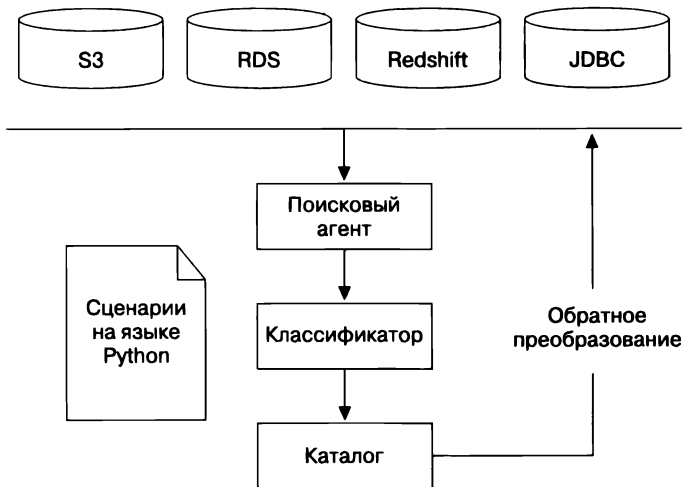 S3
RDS
Redshift
JDBC
Поисковый
агент
Сценарии
на языке
Python
Классификатор
Обратное
преобразование
Каталог